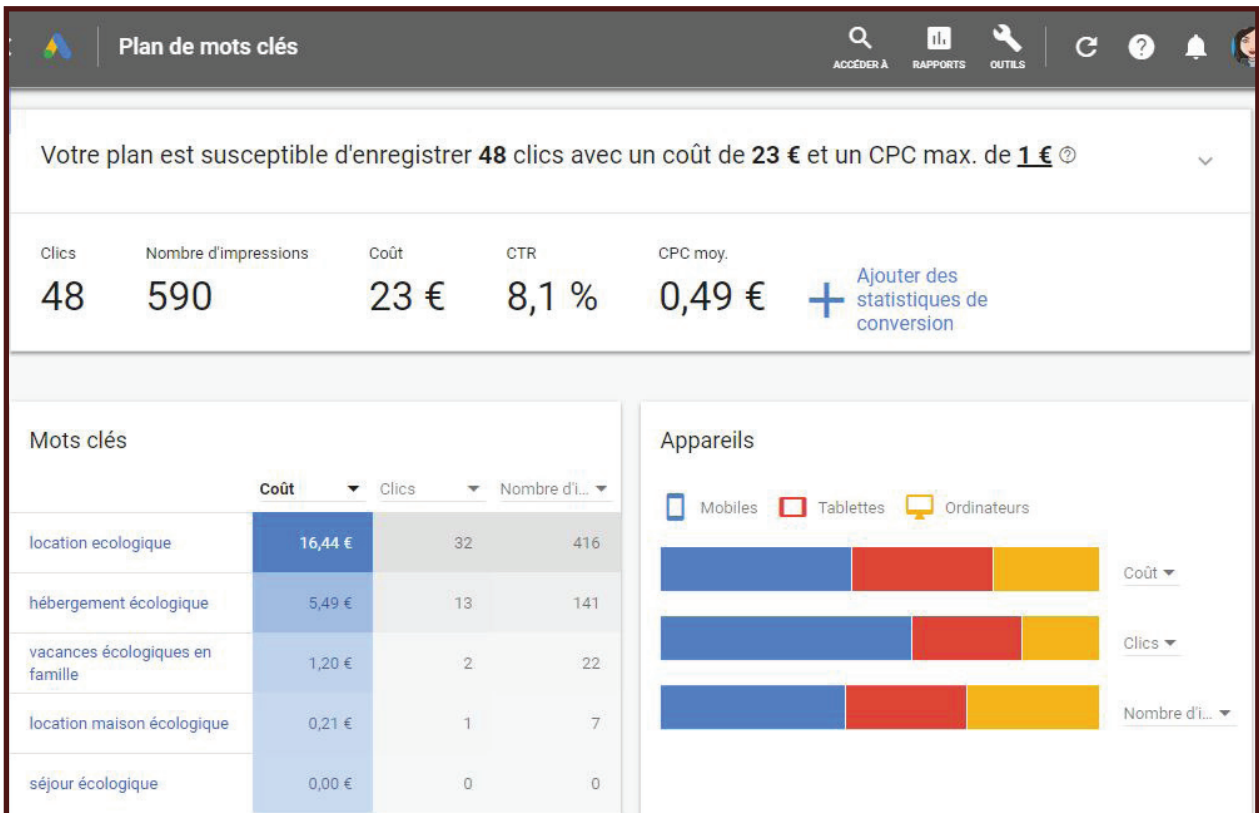 Plan de mots clés
ACCÉDER À
RAPPORTS
OUTILS
Votre plan est susceptible d'enregistrer 48 clics avec un coût de 23 € et un CPC max. de 1 €
Clics Nombre d'impressions Coût CTR CPC moy.
48 590 23 € 8,1 % 0,49 €
Ajouter des
statistiques de
conversion
Mots clés
Coût Clics Nombre d'i...
location ecologique 16,44 € 32 416
hébergement écologique 5,49 € 13 141
vacances écologiques en
famille 1,20 € 2 22
location maison écologique 0,21 € 1 7
séjour écologique 0,00 € 0 0
Appareils
Mobiles Tablettes Ordinateurs
Coût
Clics
Nombre d'i...